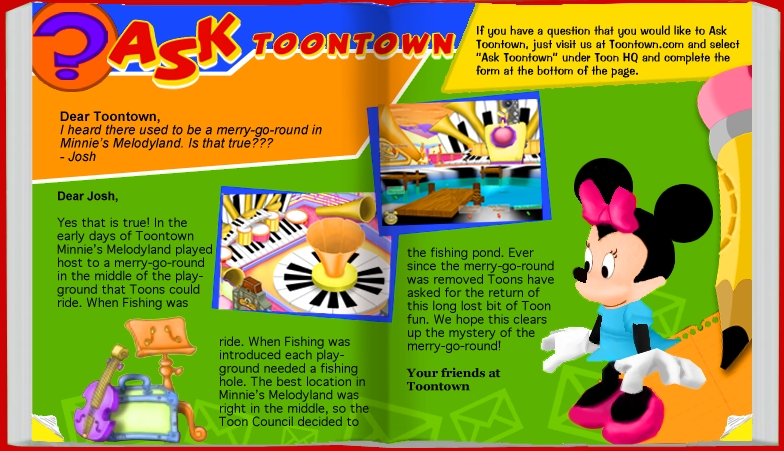 ASK TOONTOWN
If you have a question that you would like to Ask
Toontown, just visit us at Toontown.com and select
"Ask Toontown" under Toon HQ and complete the
form at the bottom of the page.
Dear Toontown,
I heard there used to be a merry-go-round in
Minnie's Melodyland. Is that true???
- Josh
Dear Josh,
Yes that is true! In the
early days of Toontown
Minnie's Melodyland played
host to a merry-go-round
in the middle of the play-
ground that Toons could
ride. When Fishing was
ride. When Fishing was
introduced each play-
ground needed a fishing
hole. The best location in
Minnie's Melodyland was
right in the middle, so the
Toon Council decided to
the fishing pond. Ever
since the merry-go-round
was removed Toons have
asked for the return of
this long lost bit of Toon
fun. We hope this clears
up the mystery of the
merry-go-round!
Your friends at
Toontown